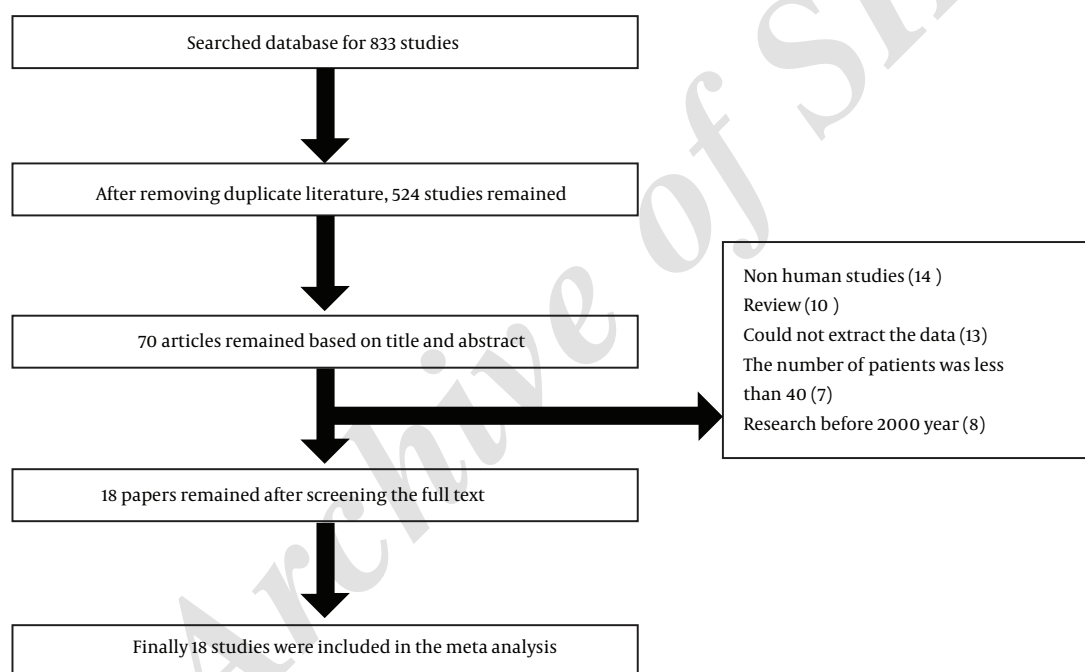 Searched database for 833 studies
After removing duplicate literature, 524 studies remained
70 articles remained based on title and abstract
Non human studies (14 )
Review (10 )
Could not extract the data (13)
The number of patients was less
than 40 (7)
Research before 2000 year (8)
18 papers remained after screening the full text
Finally 18 studies were included in the meta analysis
Archive of SI